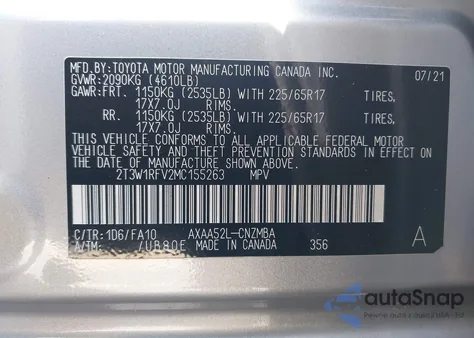 MFD.BY: TOYOTA MOTOR MANUFACTURING CANADA INC.
GVWR: 2090KG (4610LB) 07/21
GAWR: FRT. 1150KG (2535LB) WITH 225/65R17 TIRES,
17X7.0J RIMS.
RR. 1150KG (2535LB) WITH 225/65R17 TIRES,
17X7.0J RIMS.
THIS VEHICLE CONFORMS TO ALL APPLICABLE FEDERAL MOTOR
VEHICLE SAFETY AND THEFT PREVENTION STANDARDS IN EFFECT ON
THE DATE OF MANUFACTURE SHOWN ABOVE.
2T3W1RFV2MC155263 MPV
C/TR: 1D6/FA10 AXAA52L-CNZMBA
A/TM: /UB80E MADE IN CANADA 356 A
autoSnap